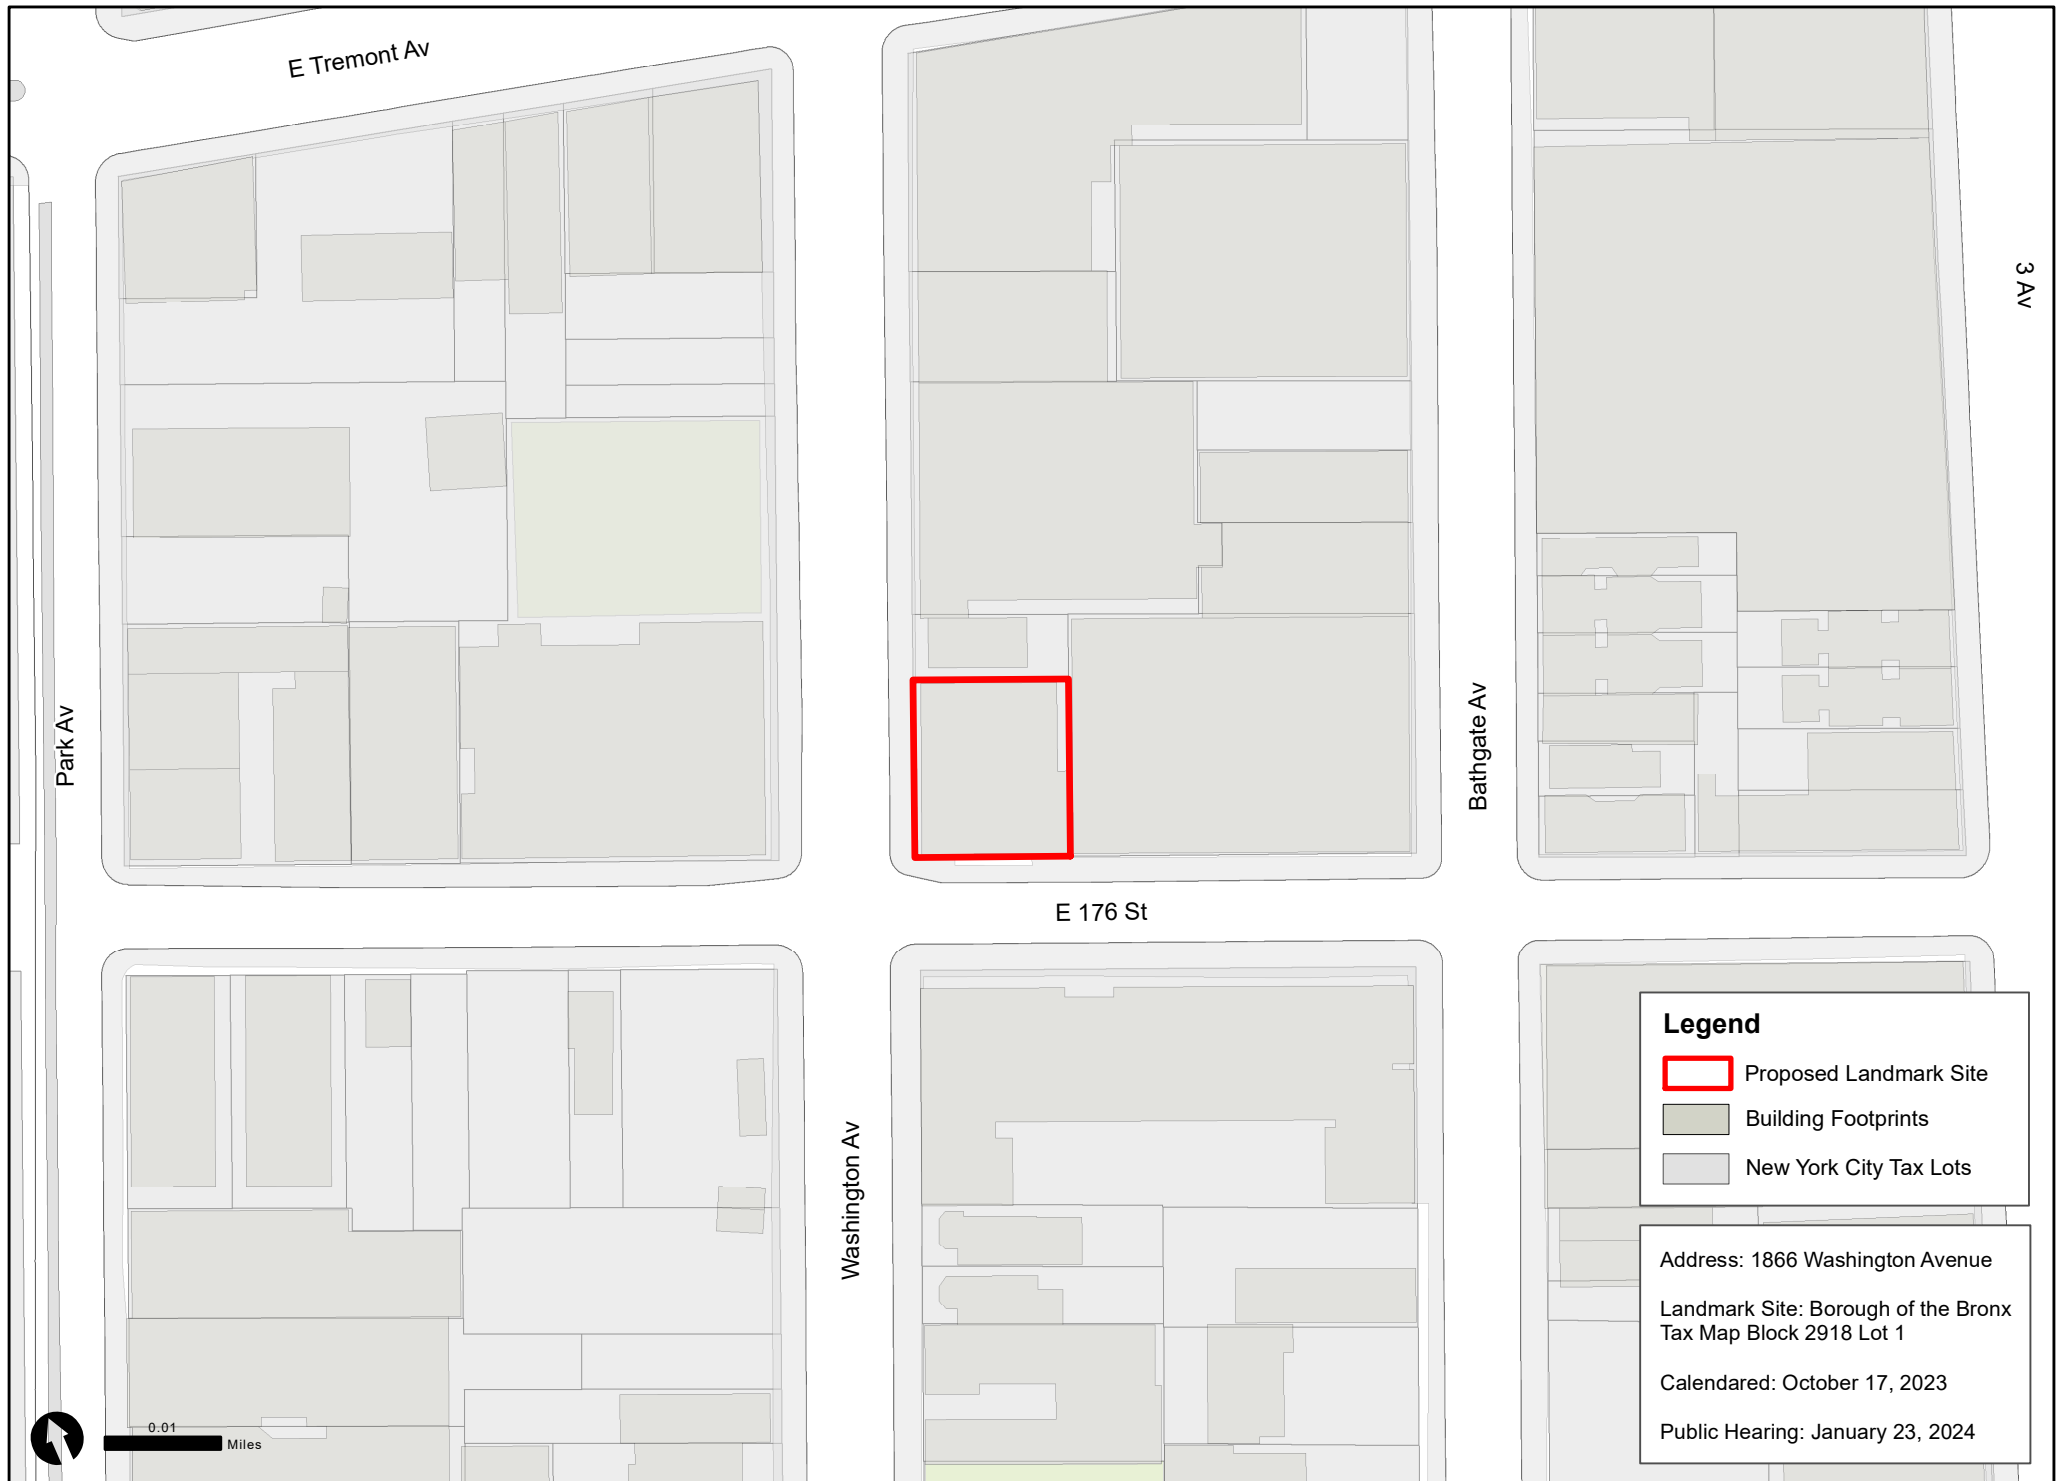 E Tremont Av
3 Av
Park Av
Bathgate Av
E 176 St
Washington Av
Legend
Proposed Landmark Site
Building Footprints
New York City Tax Lots
Address: 1866 Washington Avenue
Landmark Site: Borough of the Bronx
Tax Map Block 2918 Lot 1
Calendared: October 17, 2023
Public Hearing: January 23, 2024
0.01
Miles